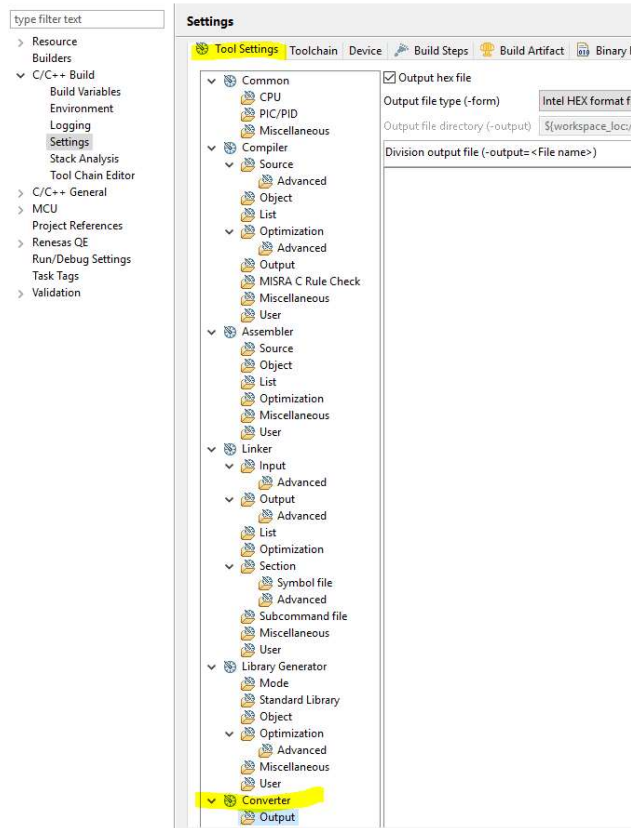 type filter text
Resource
Builders
C/C++ Build
Build Variables
Environment
Logging
Settings
Stack Analysis
Tool Chain Editor
C/C++ General
MCU
Project References
Renesas QE
Run/Debug Settings
Task Tags
Validation
Settings
Tool Settings Toolchain Device Build Steps Build Artifact Binary
Common
CPU
PIC/PID
Miscellaneous
Compiler
Source
Advanced
Object
List
Optimization
Advanced
Output
MISRA C Rule Check
Miscellaneous
User
Assembler
Source
Object
List
Optimization
Miscellaneous
User
Linker
Input
Advanced
Output
Advanced
List
Optimization
Section
Symbol file
Advanced
Subcommand file
Miscellaneous
User
Library Generator
Mode
Standard Library
Object
Optimization
Advanced
Miscellaneous
User
Converter
Output
Output hex file
Output file type (-form) Intel HEX format f
Output file directory (-output) ${workspace_loc:/
Division output file (-output=<File name>)